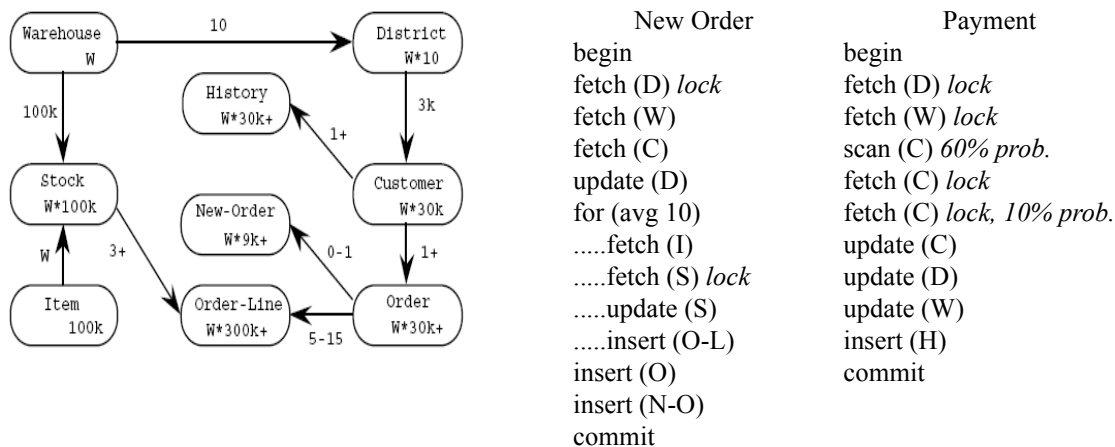 10
Warehouse
W
District
W*10
100k
History
W*30k+
3k
1+
Stock
W*100k
Customer
W*30k
New-Order
W*9k+
W
3+
0-1
1+
Item
100k
Order-Line
W*300k+
5-15
Order
W*30k+
New Order
begin
fetch (D) lock
fetch (W)
fetch (C)
update (D)
for (avg 10)
.....fetch (I)
.....fetch (S) lock
.....update (S)
.....insert (O-L)
insert (O)
insert (N-O)
commit
Payment
begin
fetch (D) lock
fetch (W) lock
scan (C) 60% prob.
fetch (C) lock
fetch (C) lock, 10% prob.
update (C)
update (D)
update (W)
insert (H)
commit